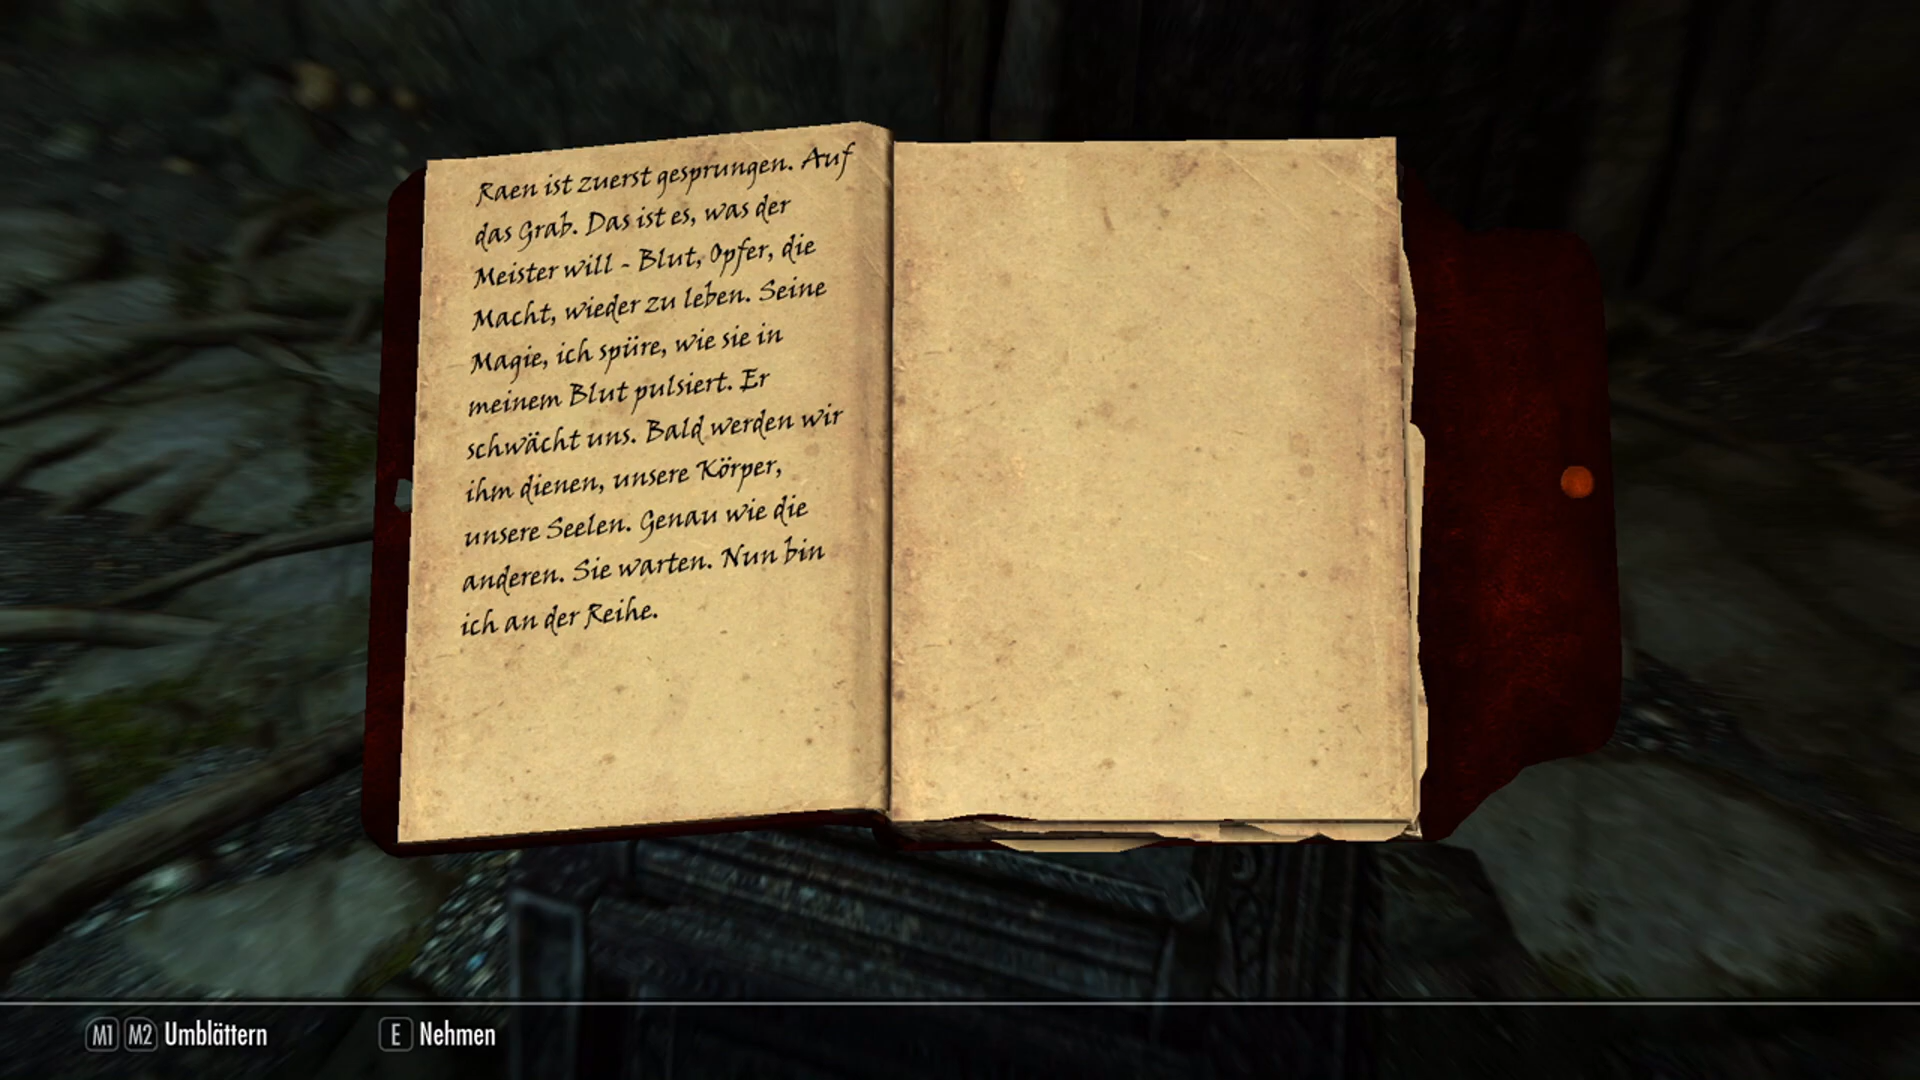 Raen ist zuerst gesprungen. Auf
das Grab. Das ist es, was der
Meister will - Blut, Opfer, die
Macht, wieder zu leben. Seine
Magie, ich spüre, wie sie in
meinem Blut pulsiert. Er
schwächt uns. Bald werden wir
ihm dienen, unsere Körper,
unsere Seelen. Genau wie die
anderen. Sie warten. Nun bin
ich an der Reihe.
M1 M2 Umblättern
E Nehmen